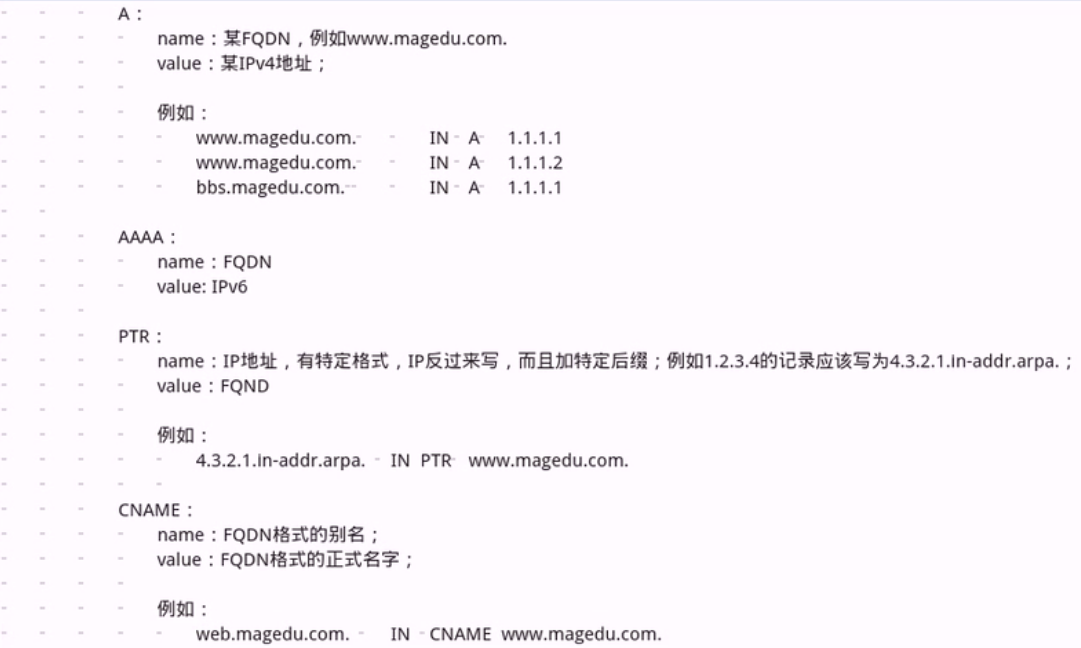 A：
name：某FQDN，例如www.magedu.com.
value：某IPv4地址；
例如：
www.magedu.com. IN A 1.1.1.1
www.magedu.com. IN A 1.1.1.2
bbs.magedu.com. IN A 1.1.1.1
AAAA：
name：FQDN
value: IPv6
PTR：
name：IP地址，有特定格式，IP反过来写，而且加特定后缀；例如1.2.3.4的记录应该写为4.3.2.1.in-addr.arpa.；
value：FQND
例如：
4.3.2.1.in-addr.arpa. IN PTR www.magedu.com.
CNAME：
name：FQDN格式的别名；
value：FQDN格式的正式名字；
例如：
web.magedu.com. IN CNAME www.magedu.com.